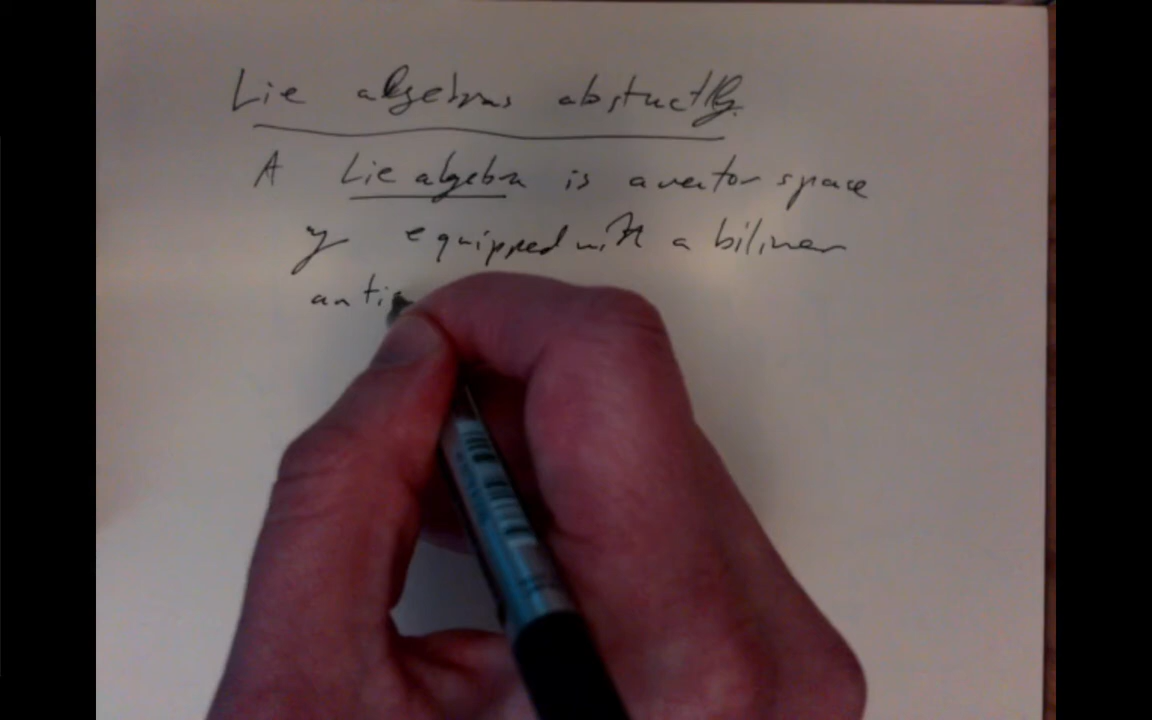 Lie algebras abstractly.
A Lie algebra is a vector space
𝔤 equipped with a bilinear
anti